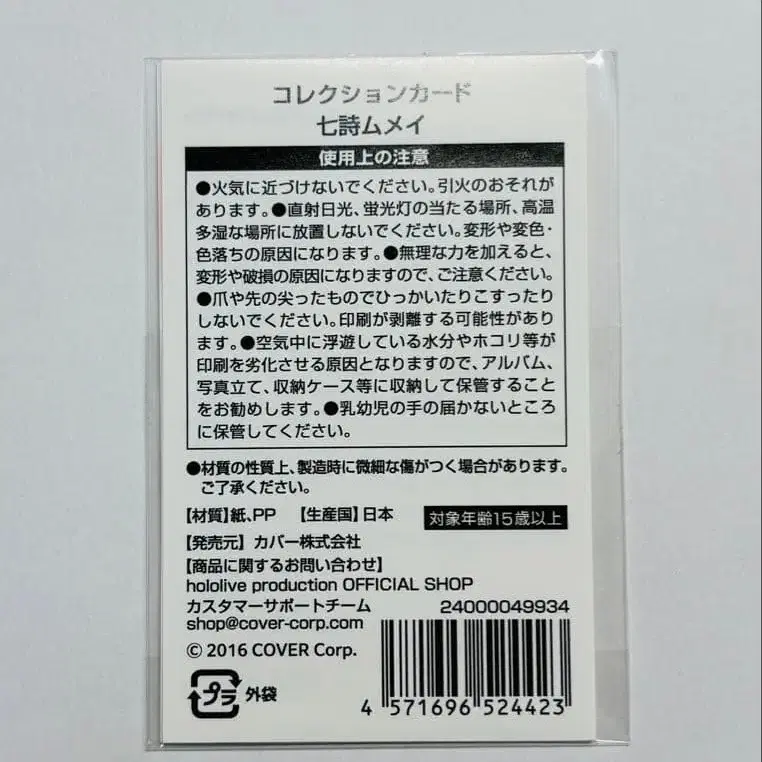 コレクションカード
七詩ムメイ
使用上の注意
●火気に近づけないでください。引火のおそれが
あります。●直射日光、蛍光灯の当たる場所、高温
多湿な場所に放置しないでください。変形や変色・
色落ちの原因になります。●無理な力を加えると、
変形や破損の原因になりますので、ご注意ください。
●爪や先の尖ったものでひっかいたりこすったり
しないでください。印刷が剥離する可能性があり
ます。●空気中に浮遊している水分やホコリ等が
印刷を劣化させる原因となりますので、アルバム、
写真立て、収納ケース等に収納して保管すること
をお勧めします。●乳幼児の手の届かないところ
に保管してください。
●材質の性質上、製造時に微細な傷がつく場合があります。
ご了承ください。
【材質】紙、PP 【生産国】日本 対象年齢15歳以上
【発売元】カバー株式会社
【商品に関するお問い合わせ】
hololive production OFFICIAL SHOP
カスタマーサポートチーム 24000049934
shop@cover-corp.com
© 2016 COVER Corp.
プラ 外袋
4 571696 524423